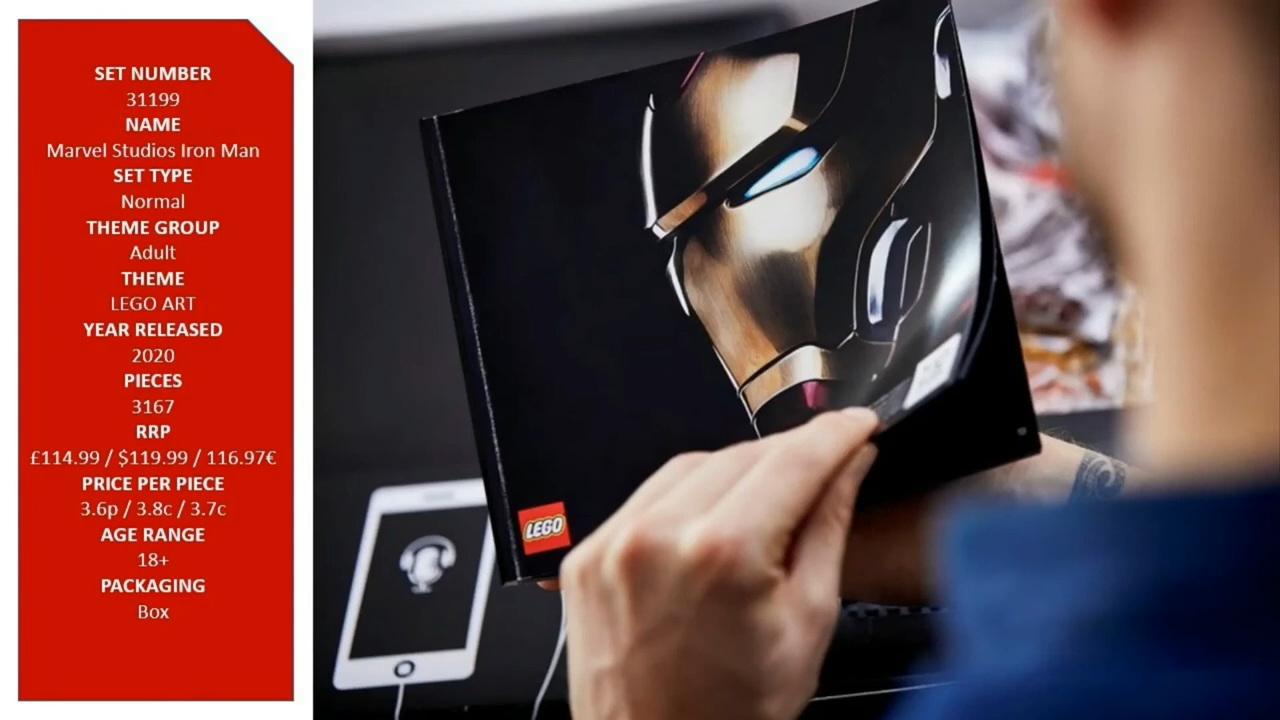 SET NUMBER
31199
NAME
Marvel Studios Iron Man
SET TYPE
Normal
THEME GROUP
Adult
THEME
LEGO ART
YEAR RELEASED
2020
PIECES
3167
RRP
£114.99 / $119.99 / 116.97€
PRICE PER PIECE
3.6p / 3.8c / 3.7c
AGE RANGE
18+
PACKAGING
Box
LEGO